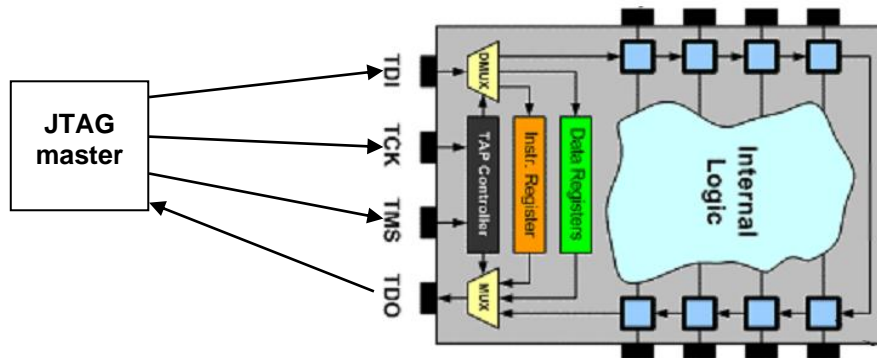 JTAG
master
TDI
TCK
TMS
TDO
DMUX
TAP Controller
Instr. Register
Data Registers
MUX
Internal
Logic